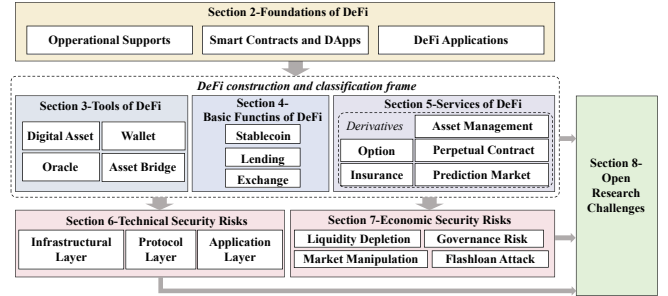 Section 2-Foundations of DeFi
Opperational Supports
Smart Contracts and DApps
DeFi Applications
DeFi construction and classification frame
Section 3-Tools of DeFi
Digital Asset
Wallet
Oracle
Asset Bridge
Section 4-
Basic Functins of DeFi
Stablecoin
Lending
Exchange
Section 5-Services of DeFi
Derivatives
Asset Management
Option
Perpetual Contract
Insurance
Prediction Market
Section 6-Technical Security Risks
Infrastructural
Layer
Protocol
Layer
Application
Layer
Section 7-Economic Security Risks
Liquidity Depletion
Governance Risk
Market Manipulation
Flashloan Attack
Section 8-
Open
Research
Challenges